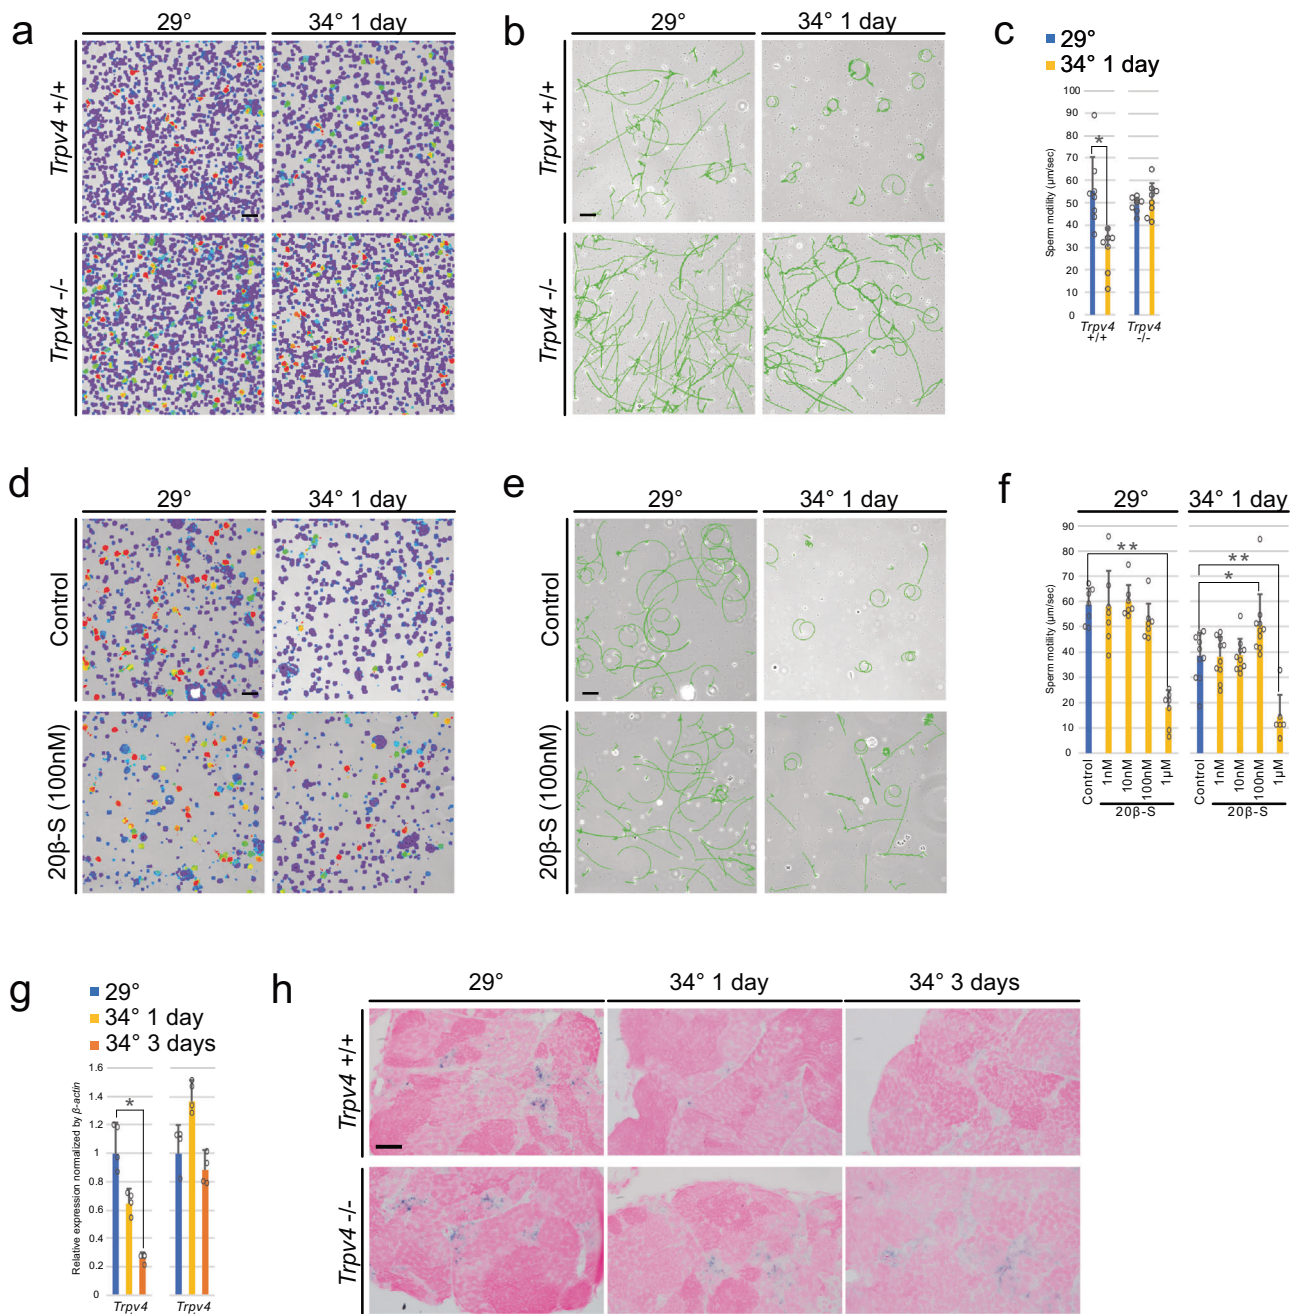 a
29°
34° 1 day
Trpv4 +/+
Trpv4 -/-
b
29°
34° 1 day
Trpv4 +/+
Trpv4 -/-
c
29°
34° 1 day
Sperm motility (µm/sec)
100
90
80
70
60
50
40
30
20
10
0
*
Trpv4
+/+
Trpv4
-/-
d
29°
34° 1 day
Control
20β-S (100nM)
e
29°
34° 1 day
Control
20β-S (100nM)
f
29°
34° 1 day
Sperm motility (µm/sec)
90
80
70
60
50
40
30
20
10
0
**
**
*
Control
1nM
10nM
100nM
1µM
20β-S
Control
1nM
10nM
100nM
1µM
20β-S
g
29°
34° 1 day
34° 3 days
Relative expression normalized by β-actin
1.6
1.4
1.2
1
0.8
0.6
0.4
0.2
0
*
Trpv4
Trpv4
h
29°
34° 1 day
34° 3 days
Trpv4 +/+
Trpv4 -/-